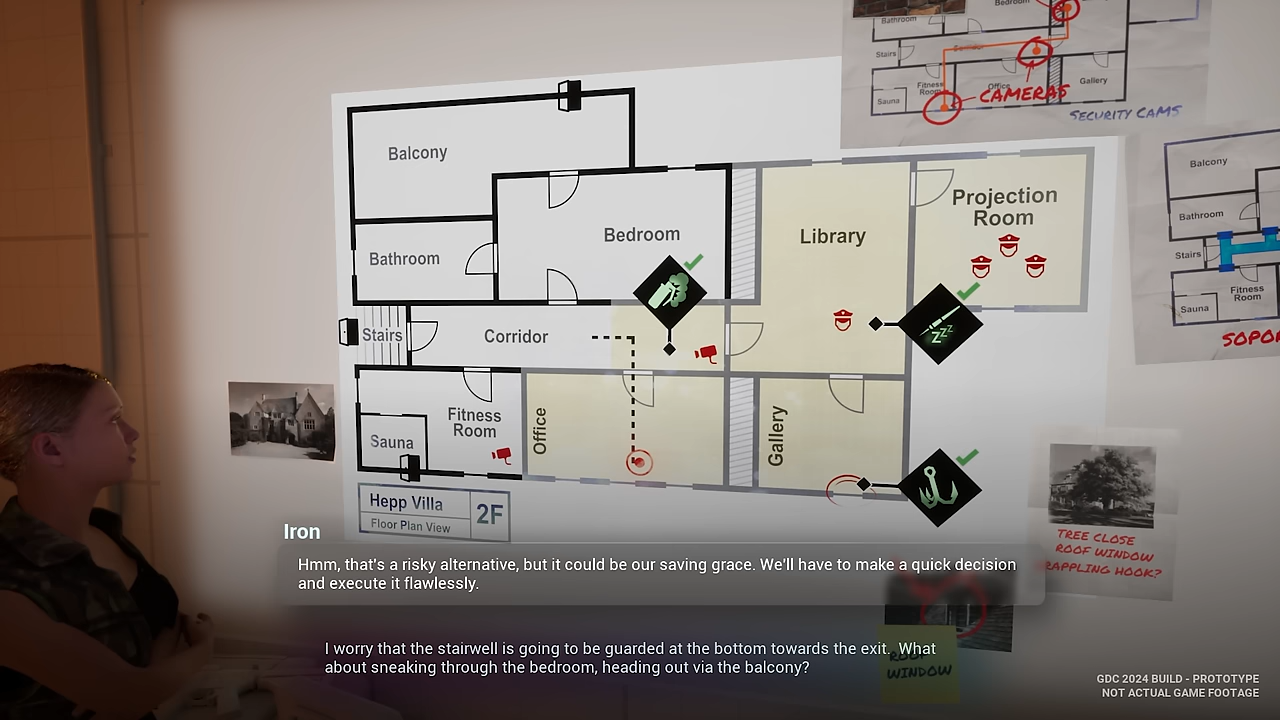 Bathroom
Bedroom
Stairs
Corridor
Fitness
Room
Office
Gallery
Sauna
CAMERAS
SECURITY CAMS
Balcony
Bathroom
Stairs
Fitness
Room
Sauna
Balcony
Bedroom
Bathroom
Library
Projection
Room
Stairs
Corridor
Fitness
Room
Sauna
Office
Gallery
ZZZ
Hepp Villa
Floor Plan View
2F
TREE CLOSE
ROOF WINDOW
GRAPPLING HOOK?
Iron
Hmm, that's a risky alternative, but it could be our saving grace. We'll have to make a quick decision
and execute it flawlessly.
I worry that the stairwell is going to be guarded at the bottom towards the exit. What
about sneaking through the bedroom, heading out via the balcony?
WINDOW
GDC 2024 BUILD - PROTOTYPE
NOT ACTUAL GAME FOOTAGE